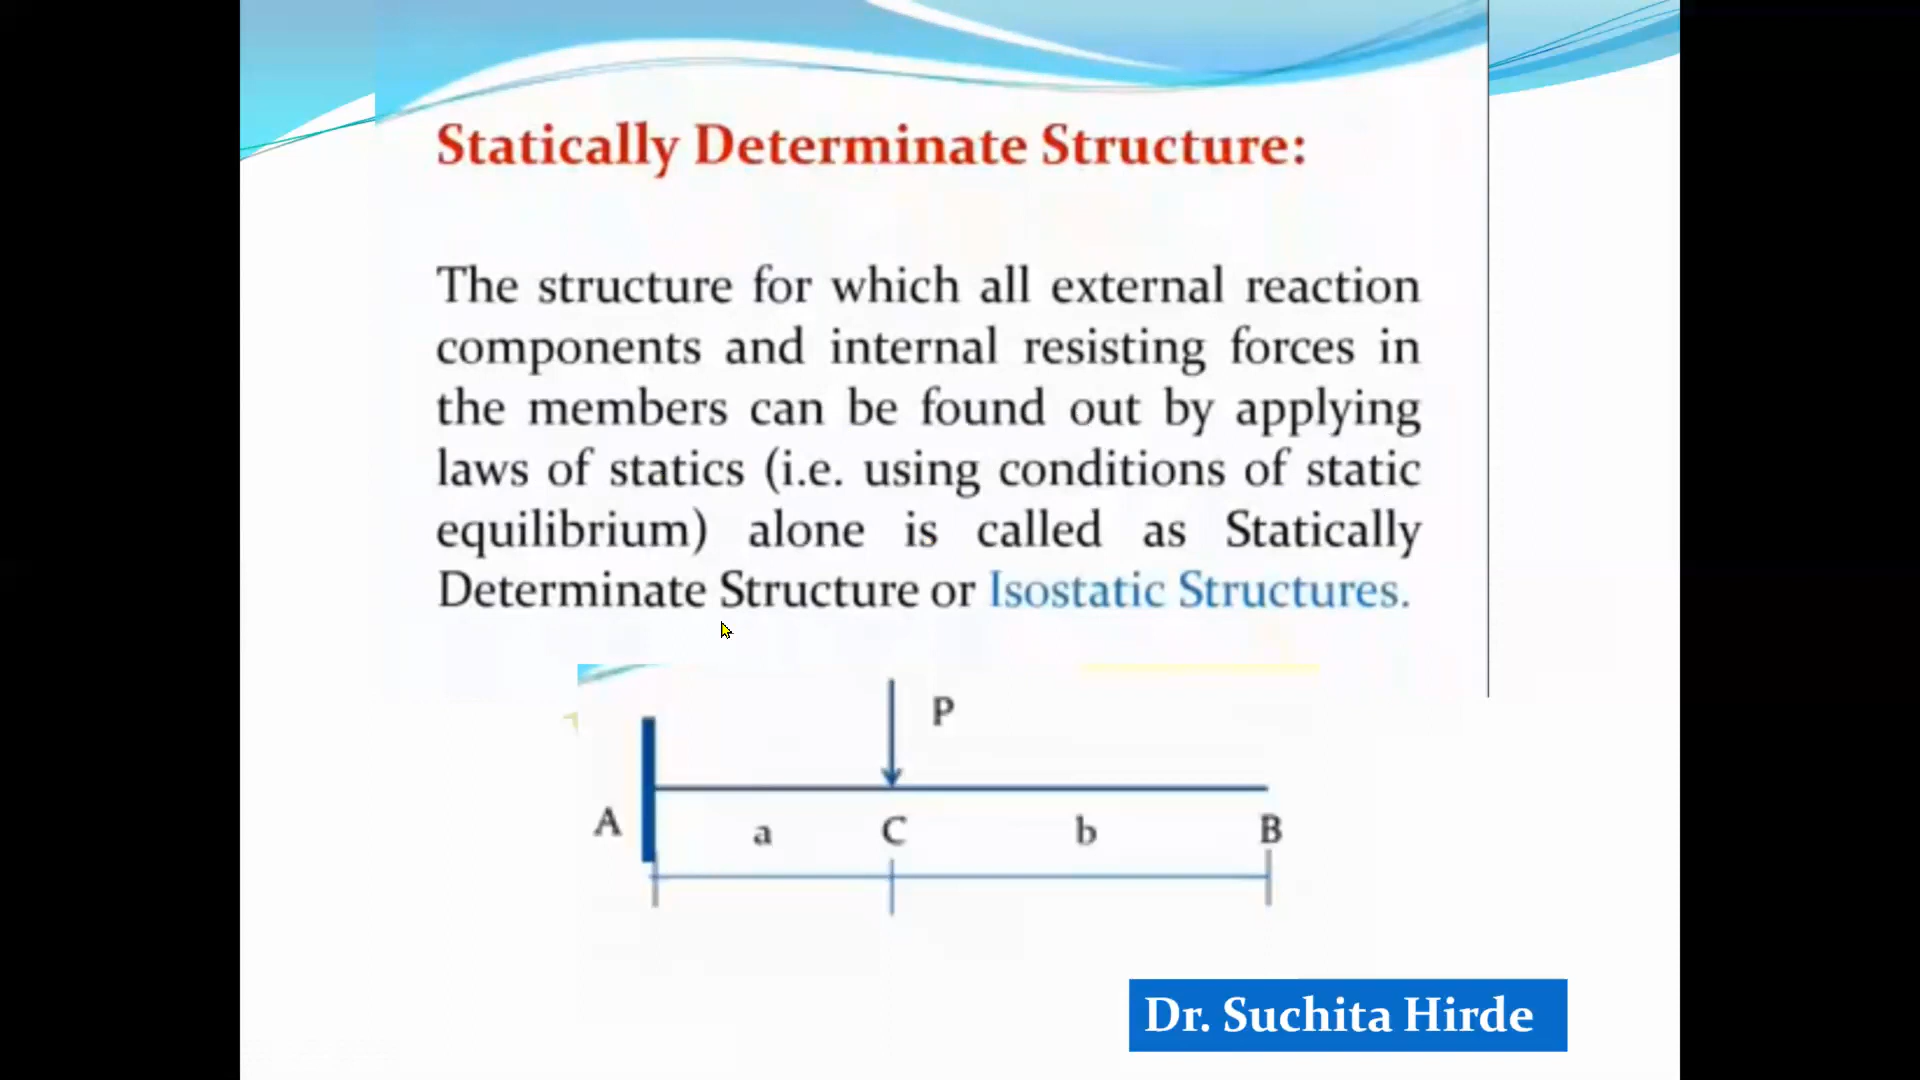 Statically Determinate Structure:
The structure for which all external reaction
components and internal resisting forces in
the members can be found out by applying
laws of statics (i.e. using conditions of static
equilibrium) alone is called as Statically
Determinate Structure or Isostatic Structures.
P
A a C b B
Dr. Suchita Hirde